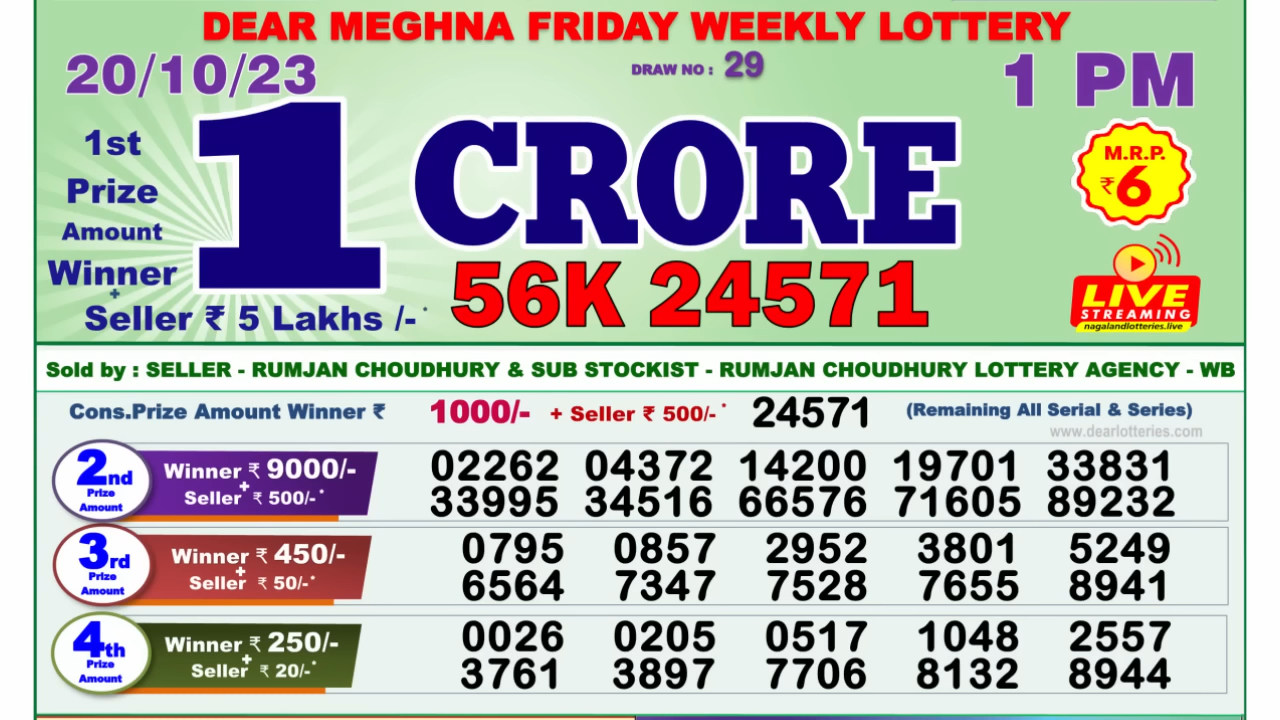 DEAR MEGHNA FRIDAY WEEKLY LOTTERY
20/10/23
DRAW NO : 29
1 PM
1st
Prize
Amount
Winner
+
Seller ₹ 5 Lakhs /-*
1 CRORE
56K 24571
M.R.P.
₹6
LIVE
STREAMING
nagalandlotteries.live
Sold by : SELLER - RUMJAN CHOUDHURY & SUB STOCKIST - RUMJAN CHOUDHURY LOTTERY AGENCY - WB
Cons.Prize Amount Winner ₹ 1000/- + Seller ₹ 500/-* 24571 (Remaining All Serial & Series)
www.dearlotteries.com
2nd
Prize
Amount
Winner ₹ 9000/-
+
Seller ₹ 500/-*
02262 04372 14200 19701 33831
33995 34516 66576 71605 89232
3rd
Prize
Amount
Winner ₹ 450/-
+
Seller ₹ 50/-*
0795 0857 2952 3801 5249
6564 7347 7528 7655 8941
4th
Prize
Amount
Winner ₹ 250/-
+
Seller ₹ 20/-*
0026 0205 0517 1048 2557
3761 3897 7706 8132 8944